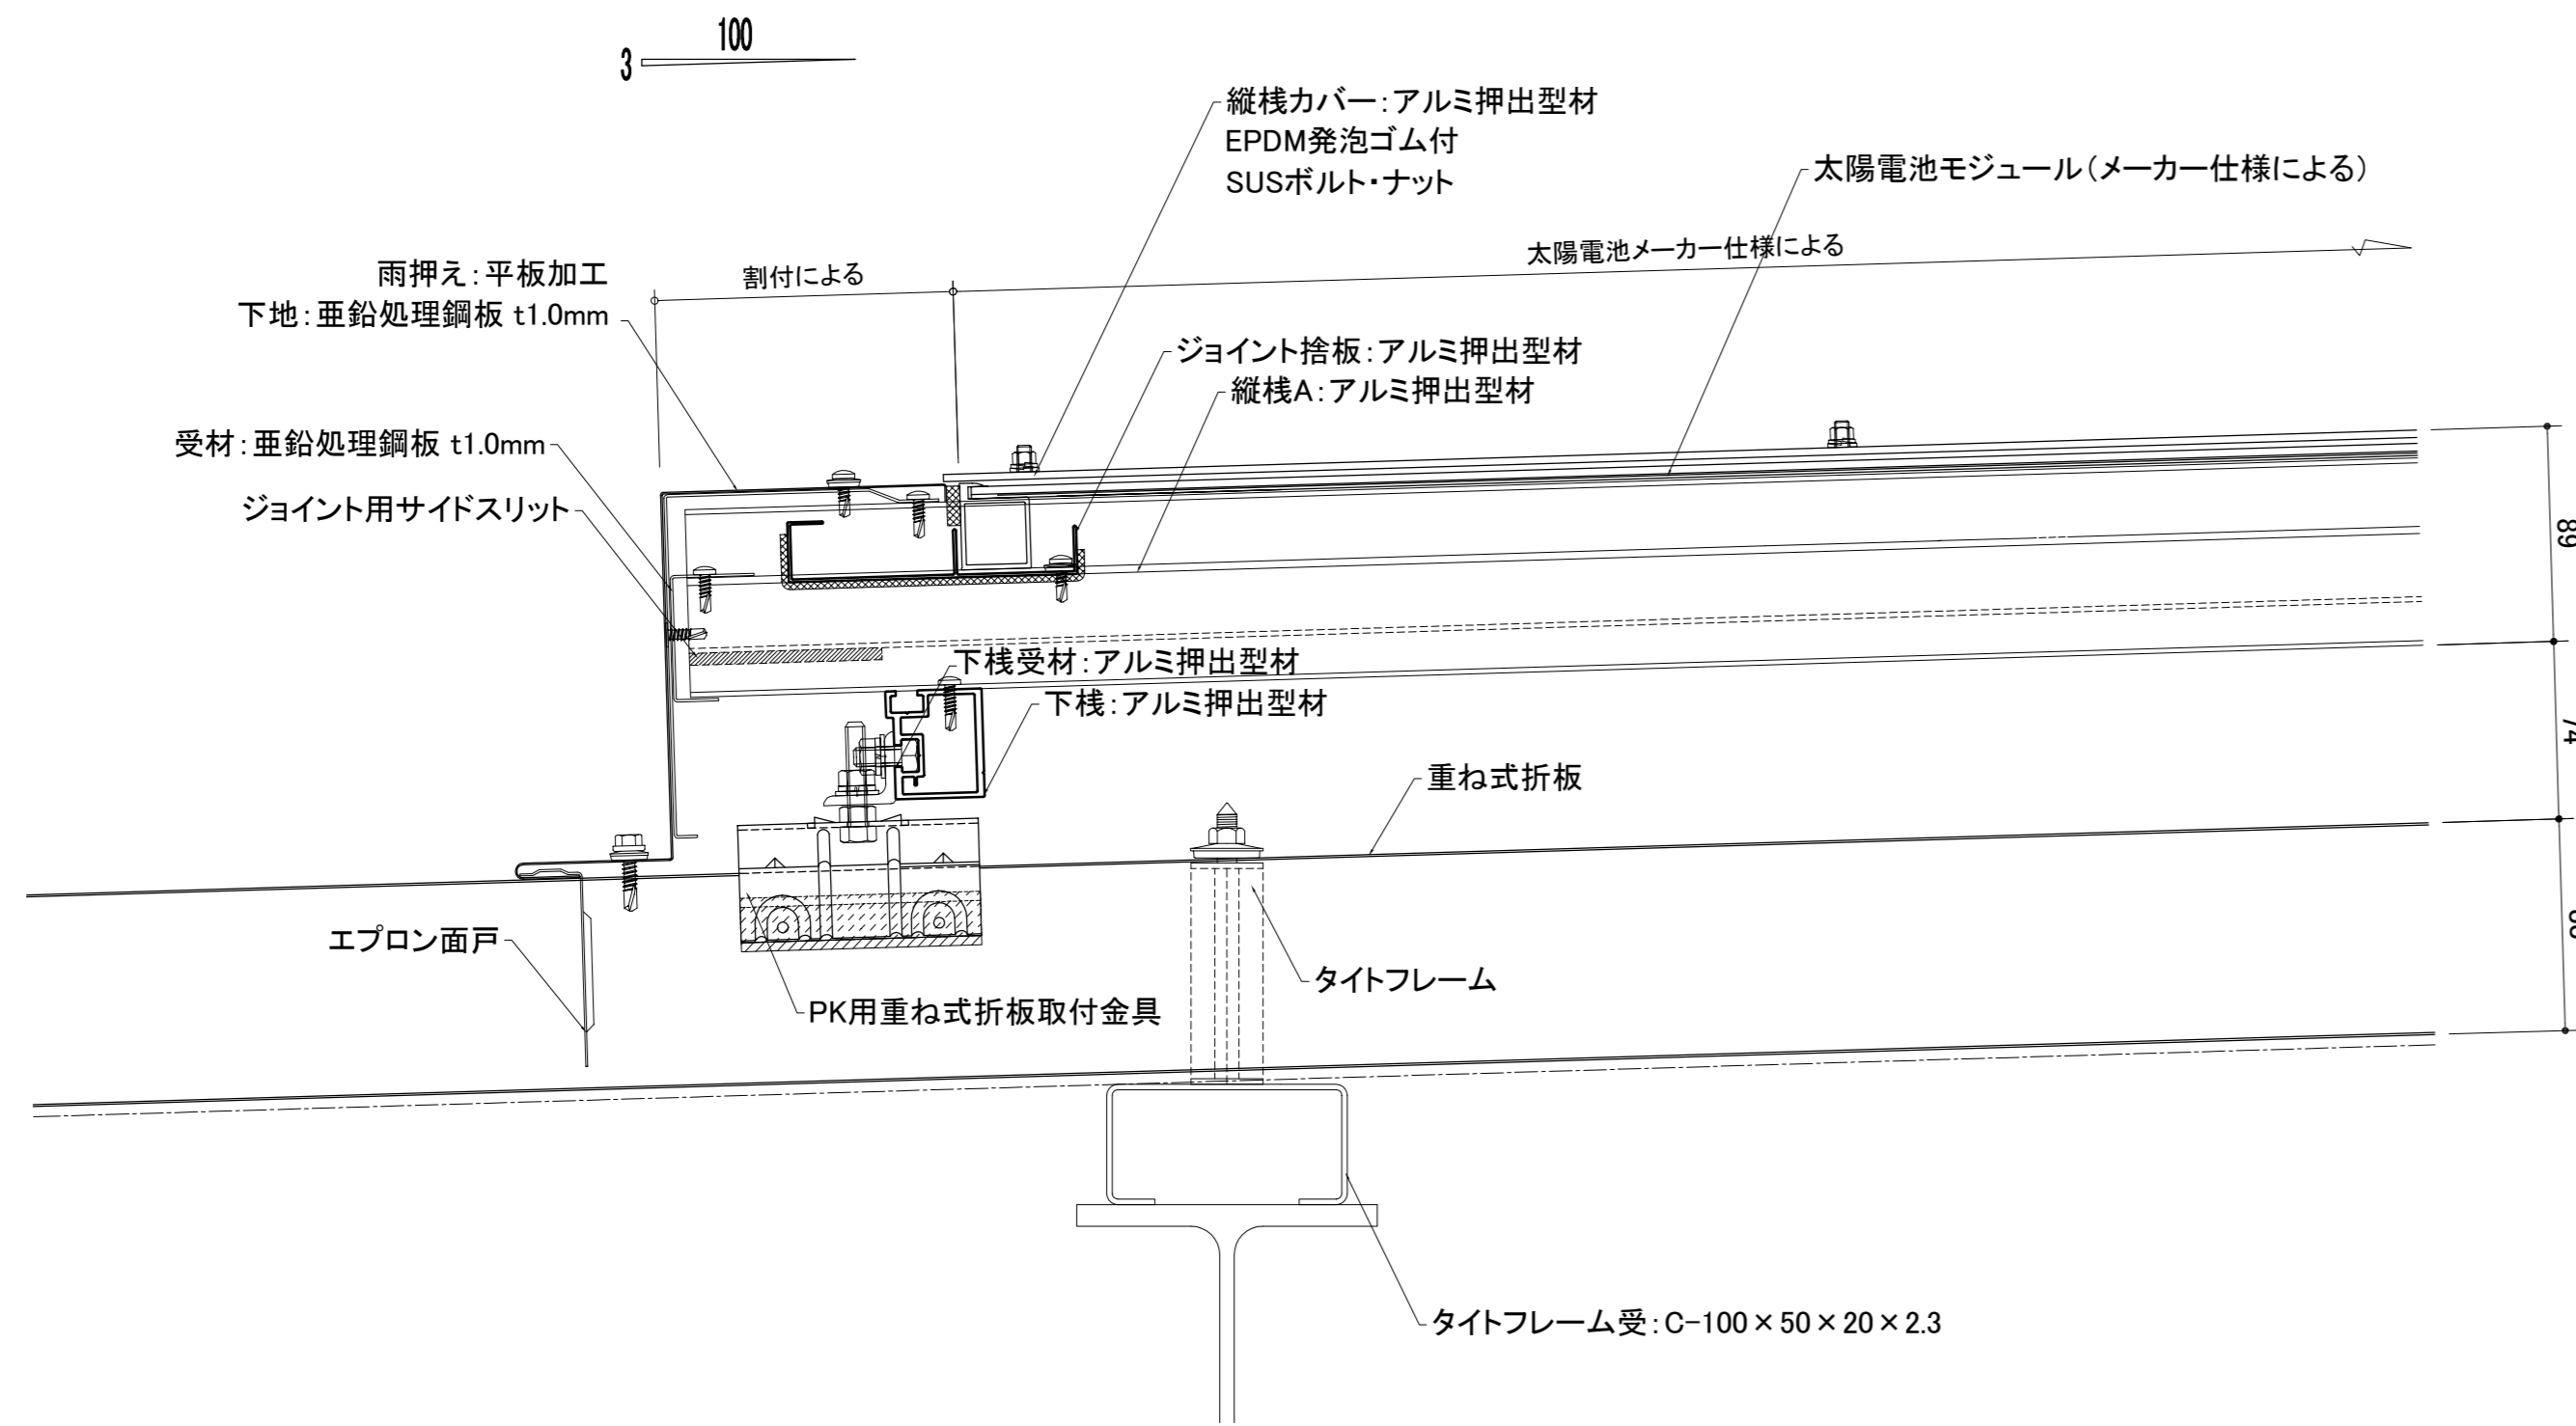 100
3
縦桟カバー：アルミ押出型材
EPDM発泡ゴム付
SUSボルト・ナット
太陽電池モジュール（メーカー仕様による）
太陽電池メーカー仕様による
割付による
雨押え：平板加工
下地：亜鉛処理鋼板 t1.0mm
ジョイント捨板：アルミ押出型材
縦桟A：アルミ押出型材
受材：亜鉛処理鋼板 t1.0mm
ジョイント用サイドスリット
89
下桟受材：アルミ押出型材
下桟：アルミ押出型材
74
重ね式折板
エプロン面戸
タイトフレーム
PK用重ね式折板取付金具
タイトフレーム受：C-100×50×20×2.3